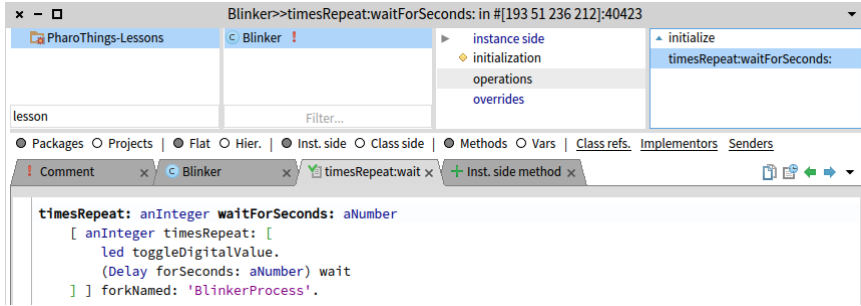 Blinker>>timesRepeat:waitForSeconds: in #[193 51 236 212]:40423
PharoThings-Lessons
Blinker !
instance side
initialization
operations
overrides
initialize
timesRepeat:waitForSeconds:
lesson
Filter...
Packages Projects | Flat Hier. | Inst. side Class side | Methods Vars | Class refs. Implementors Senders
! Comment × C Blinker × timesRepeat:wait × + Inst. side method ×
timesRepeat: anInteger waitForSeconds: aNumber
[ anInteger timesRepeat: [
led toggleDigitalValue.
(Delay forSeconds: aNumber) wait
] ] forkNamed: 'BlinkerProcess'.